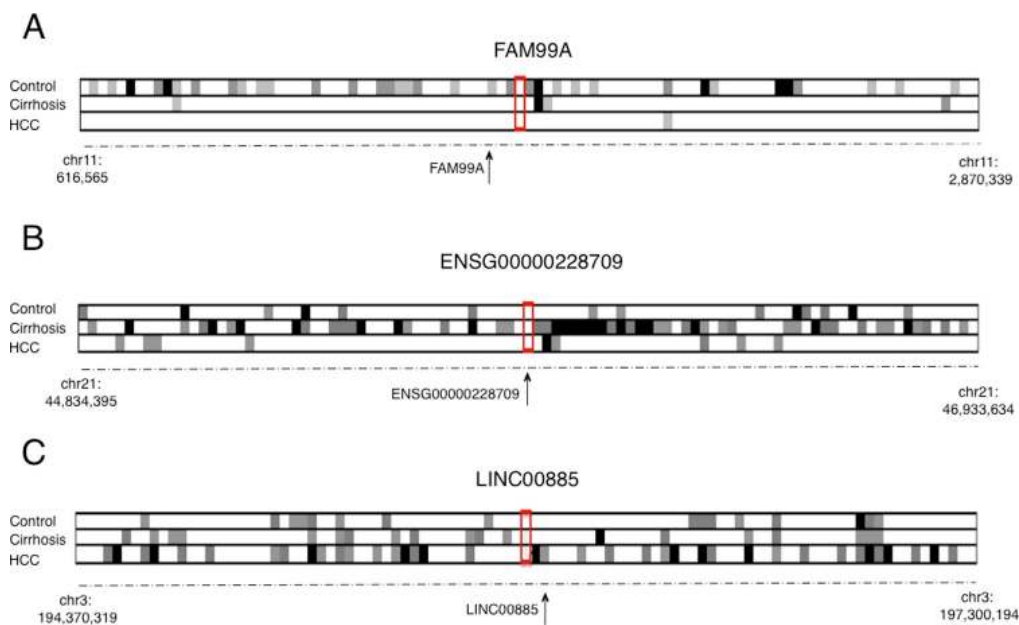 A
FAM99A
Control
Cirrhosis
HCC
chr11:
616,565
FAM99A
chr11:
2,870,339
B
ENSG00000228709
Control
Cirrhosis
HCC
chr21:
44,834,395
ENSG00000228709
chr21:
46,933,634
C
LINC00885
Control
Cirrhosis
HCC
chr3:
194,370,319
LINC00885
chr3:
197,300,194